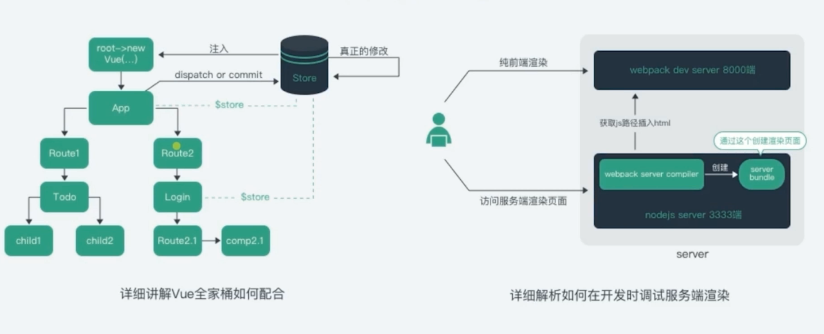 root->new
Vue(...)
注入
真正的修改
Store
dispatch or commit
App
$store
Route1
Route2
Todo
Login
$store
child1
child2
Route2.1
comp2.1
详细讲解Vue全家桶如何配合
纯前端渲染
webpack dev server 8000端
获取js路径插入html
通过这个创建渲染页面
webpack server compiler
创建
server
bundle
访问服务端渲染页面
nodejs server 3333端
server
详细解析如何在开发时调试服务端渲染